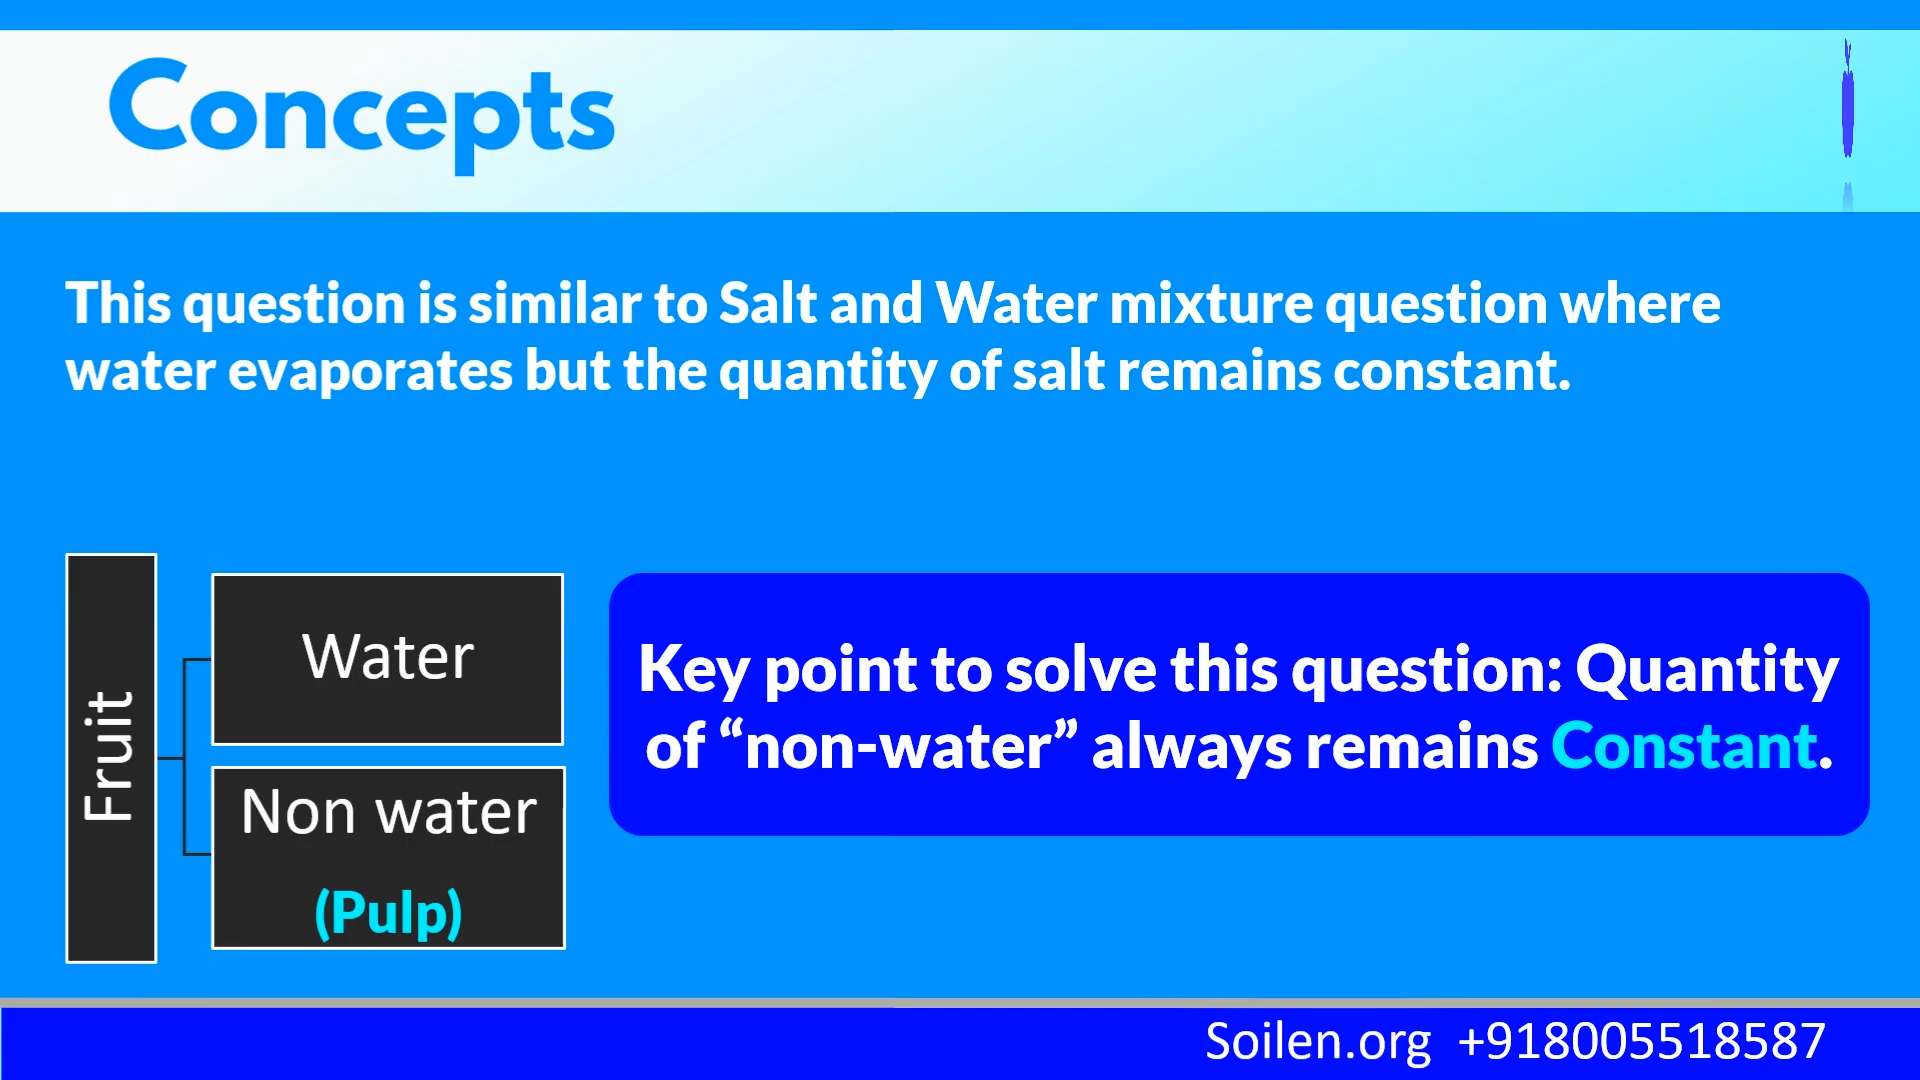 Concepts
This question is similar to Salt and Water mixture question where
water evaporates but the quantity of salt remains constant.
Fruit
Water
Non water
(Pulp)
Key point to solve this question: Quantity
of “non-water” always remains Constant.
Soilen.org +918005518587